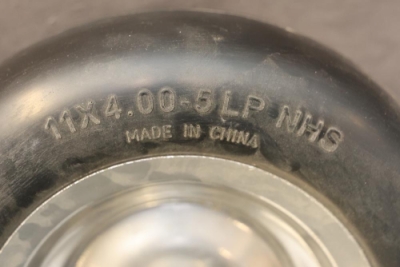 11X4.00-5LP NHS
MADE IN CHINA